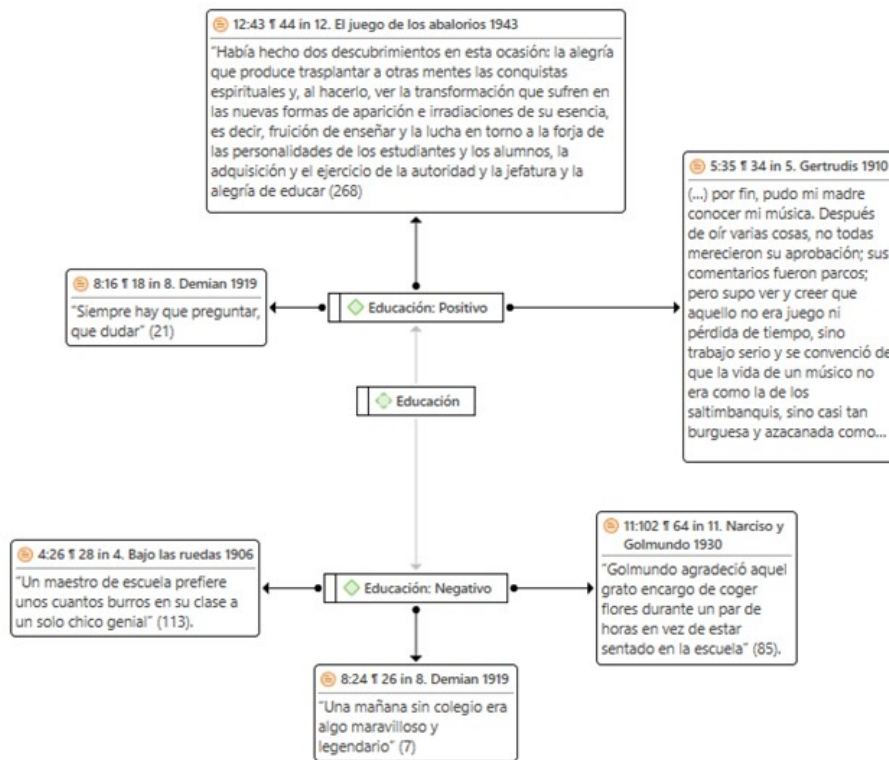 12:43 ¶ 44 in 12. El juego de los abalorios 1943
“Había hecho dos descubrimientos en esta ocasión: la alegría
que produce trasplantar a otras mentes las conquistas
espirituales y, al hacerlo, ver la transformación que sufren en
las nuevas formas de aparición e irradiaciones de su esencia,
es decir, fruición de enseñar y la lucha en torno a la forja de
las personalidades de los estudiantes y los alumnos, la
adquisición y el ejercicio de la autoridad y la jefatura y la
alegría de educar (268)
5:35 ¶ 34 in 5. Gertrudis 1910
(...) por fin, pudo mi madre
conocer mi música. Después
de oír varias cosas, no todas
merecieron su aprobación; sus
comentarios fueron parcos;
pero supo ver y creer que
aquello no era juego ni
pérdida de tiempo, sino
trabajo serio y se convenció de
que la vida de un músico no
era como la de los
saltimbanquis, sino casi tan
burguesa y azacanada como...
8:16 ¶ 18 in 8. Demian 1919
“Siempre hay que preguntar,
que dudar” (21)
Educación: Positivo
Educación
4:26 ¶ 28 in 4. Bajo las ruedas 1906
“Un maestro de escuela prefiere
unos cuantos burros en su clase a
un solo chico genial” (113).
Educación: Negativo
11:102 ¶ 64 in 11. Narciso y
Golmundo 1930
“Golmundo agradeció aquel
grato encargo de coger
flores durante un par de
horas en vez de estar
sentado en la escuela” (85).
8:24 ¶ 26 in 8. Demian 1919
“Una mañana sin colegio era
algo maravilloso y
legendario” (7)